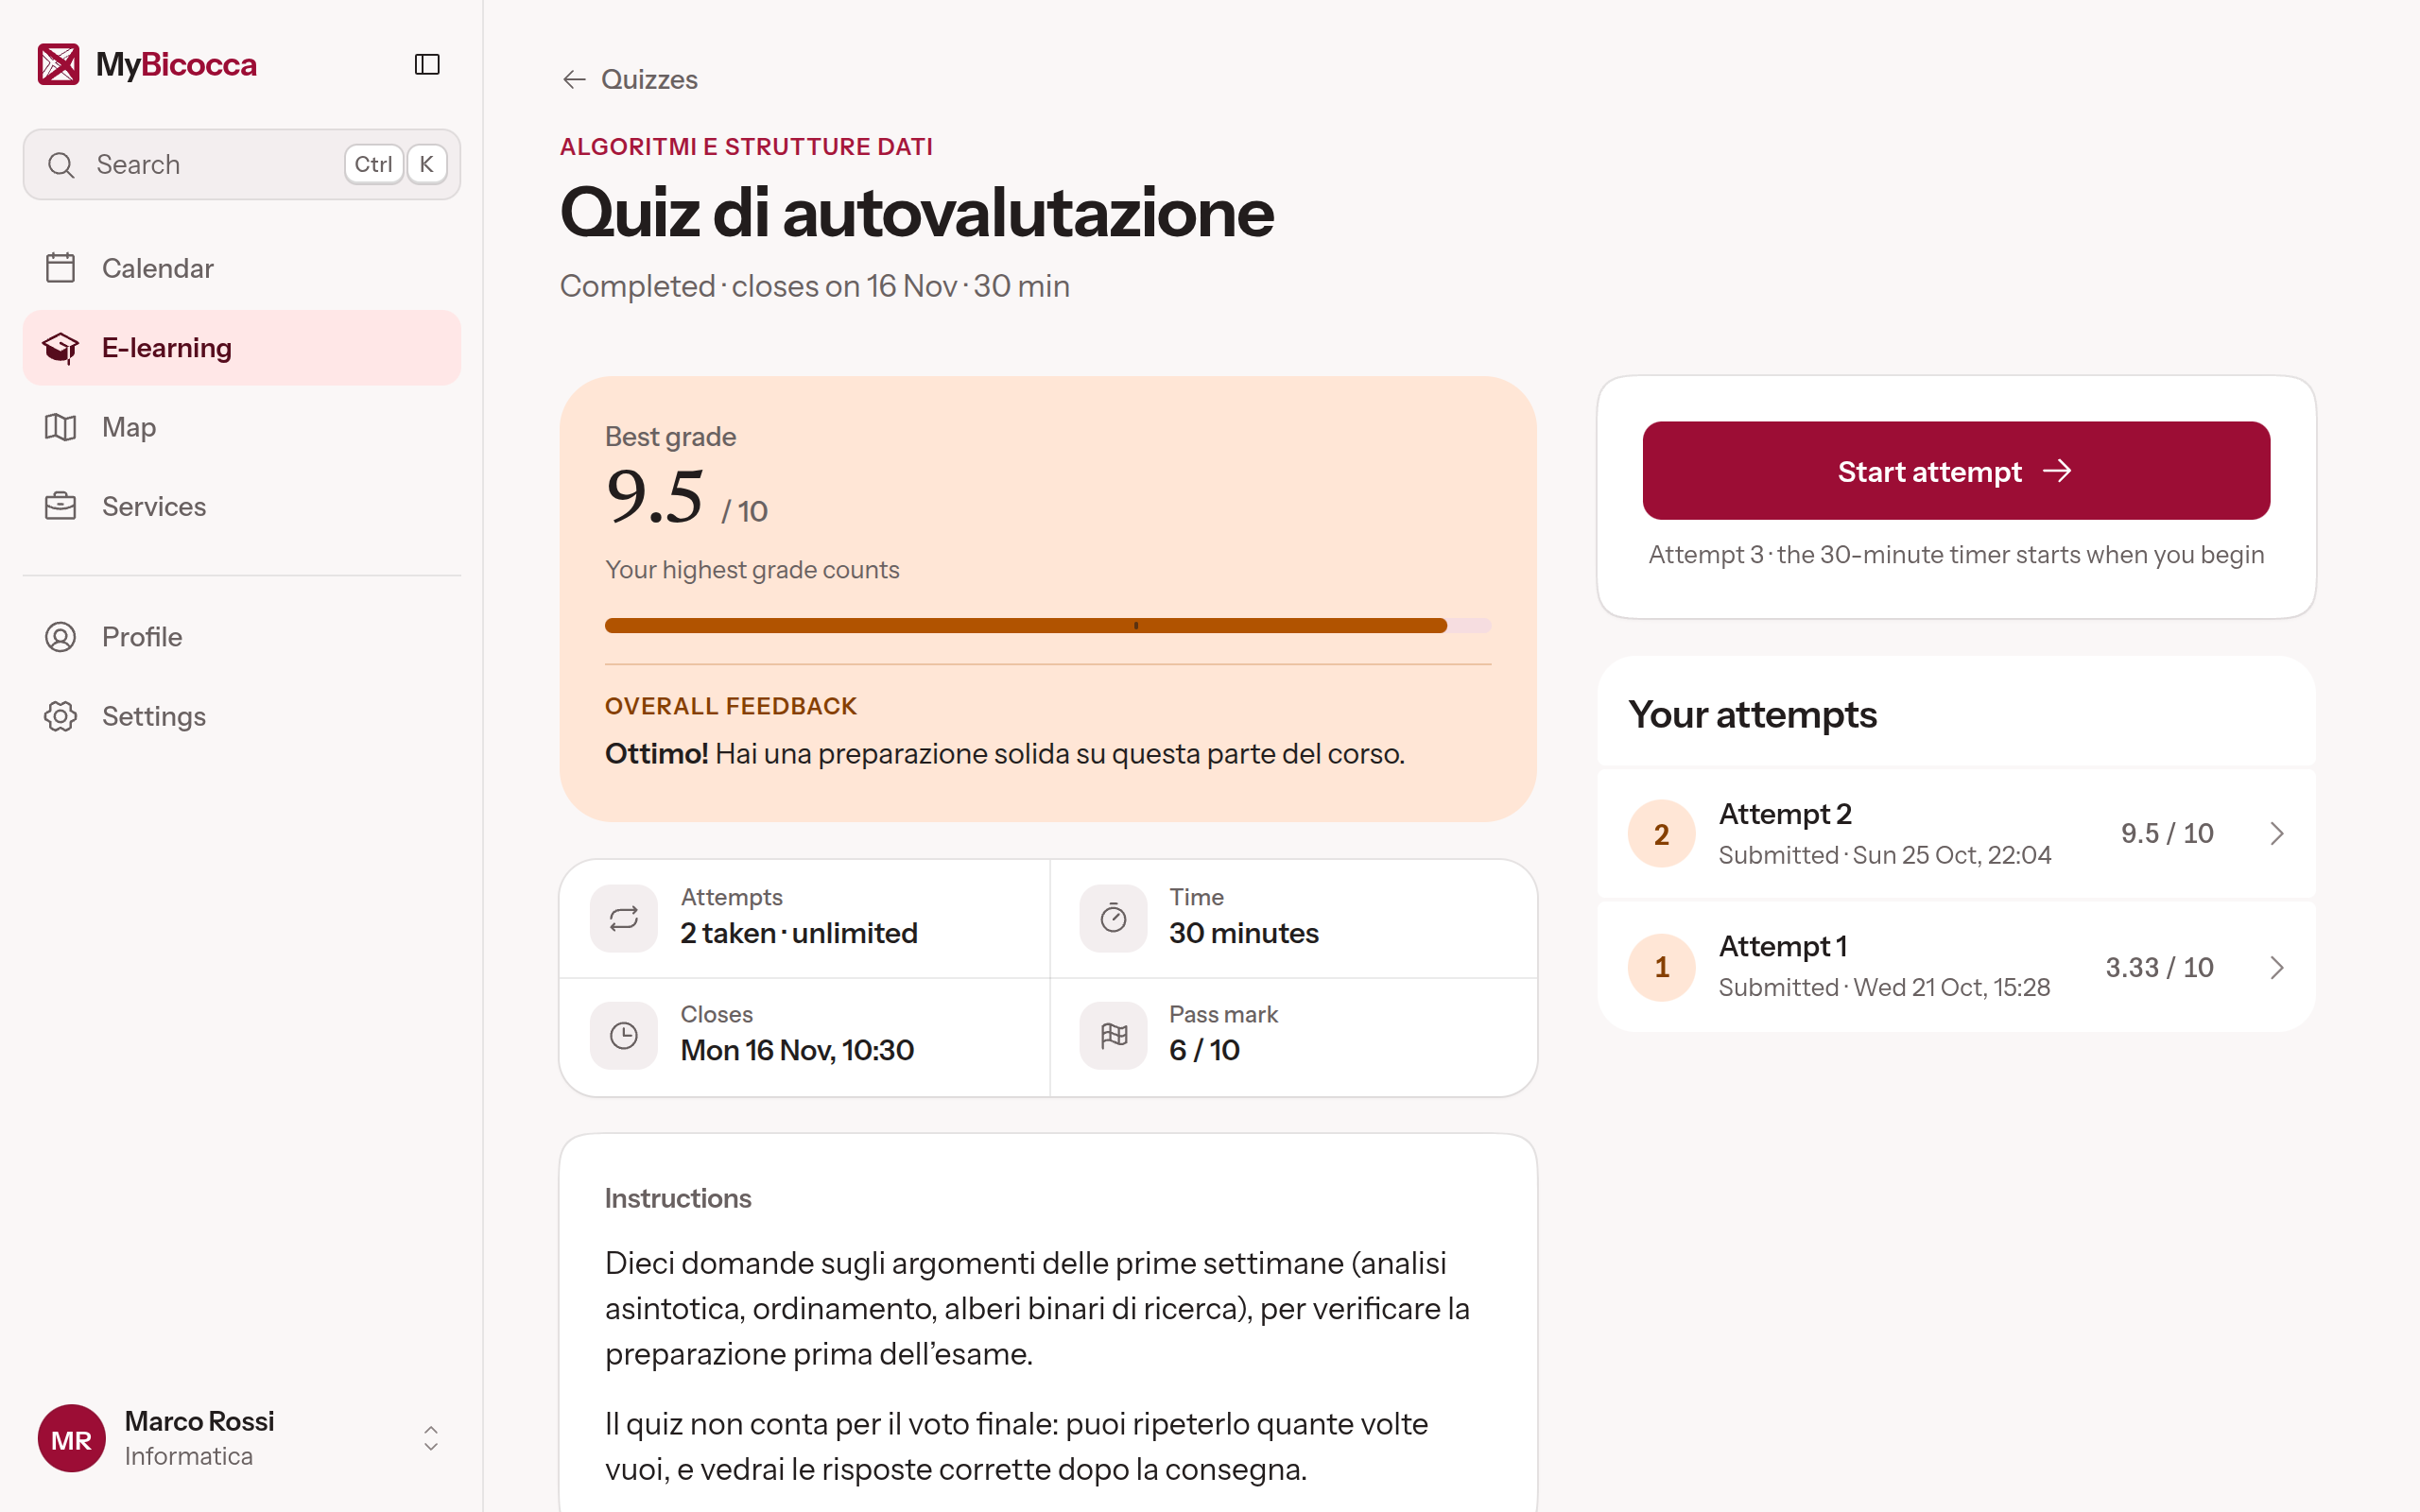 MyBicocca
Search Ctrl K
Calendar
E-learning
Map
Services
Profile
Settings
MR
Marco Rossi
Informatica
Quizzes
ALGORITMI E STRUTTURE DATI
Quiz di autovalutazione
Completed · closes on 16 Nov · 30 min
Best grade
9.5 / 10
Your highest grade counts
OVERALL FEEDBACK
Ottimo! Hai una preparazione solida su questa parte del corso.
Attempts
2 taken · unlimited
Time
30 minutes
Closes
Mon 16 Nov, 10:30
Pass mark
6 / 10
Instructions
Dieci domande sugli argomenti delle prime settimane (analisi
asintotica, ordinamento, alberi binari di ricerca), per verificare la
preparazione prima dell’esame.
Il quiz non conta per il voto finale: puoi ripeterlo quante volte
vuoi, e vedrai le risposte corrette dopo la consegna.
Start attempt
Attempt 3 · the 30-minute timer starts when you begin
Your attempts
2
Attempt 2
Submitted · Sun 25 Oct, 22:04
9.5 / 10
1
Attempt 1
Submitted · Wed 21 Oct, 15:28
3.33 / 10